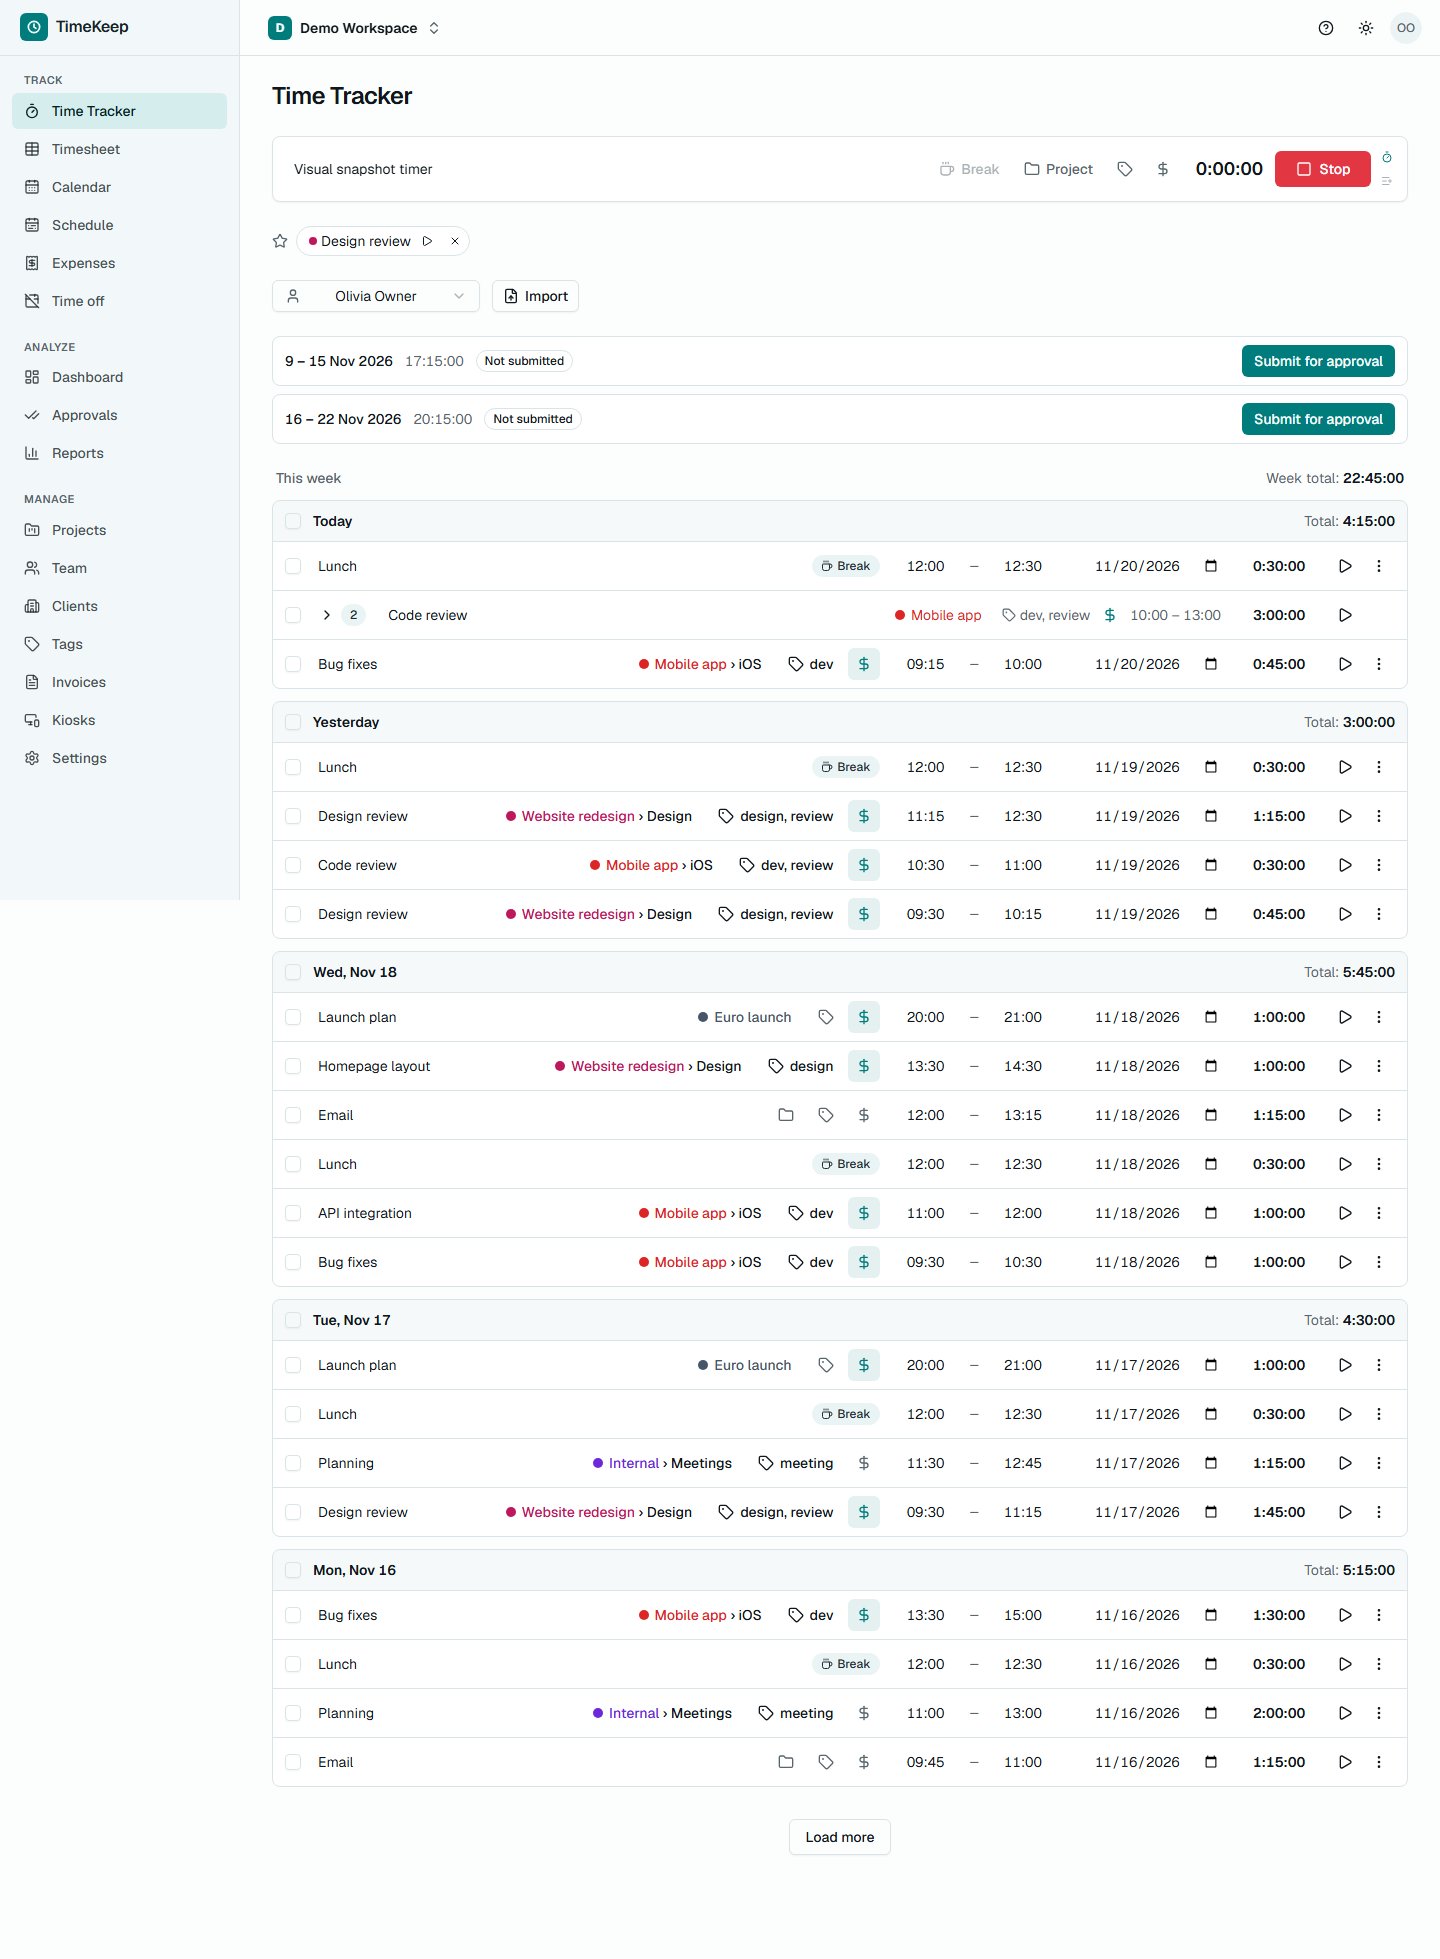 TimeKeep
D Demo Workspace
OO
TRACK
Time Tracker
Timesheet
Calendar
Schedule
Expenses
Time off
ANALYZE
Dashboard
Approvals
Reports
MANAGE
Projects
Team
Clients
Tags
Invoices
Kiosks
Settings
Time Tracker
Visual snapshot timer Break Project 0:00:00 Stop
Design review
Olivia Owner Import
9 – 15 Nov 2026 17:15:00 Not submitted Submit for approval
16 – 22 Nov 2026 20:15:00 Not submitted Submit for approval
This week Week total: 22:45:00
Today Total: 4:15:00
Lunch Break 12:00 – 12:30 11/20/2026 0:30:00
2 Code review Mobile app dev, review $ 10:00 – 13:00 3:00:00
Bug fixes Mobile app › iOS dev $ 09:15 – 10:00 11/20/2026 0:45:00
Yesterday Total: 3:00:00
Lunch Break 12:00 – 12:30 11/19/2026 0:30:00
Design review Website redesign › Design design, review $ 11:15 – 12:30 11/19/2026 1:15:00
Code review Mobile app › iOS dev, review $ 10:30 – 11:00 11/19/2026 0:30:00
Design review Website redesign › Design design, review $ 09:30 – 10:15 11/19/2026 0:45:00
Wed, Nov 18 Total: 5:45:00
Launch plan Euro launch $ 20:00 – 21:00 11/18/2026 1:00:00
Homepage layout Website redesign › Design design $ 13:30 – 14:30 11/18/2026 1:00:00
Email $ 12:00 – 13:15 11/18/2026 1:15:00
Lunch Break 12:00 – 12:30 11/18/2026 0:30:00
API integration Mobile app › iOS dev $ 11:00 – 12:00 11/18/2026 1:00:00
Bug fixes Mobile app › iOS dev $ 09:30 – 10:30 11/18/2026 1:00:00
Tue, Nov 17 Total: 4:30:00
Launch plan Euro launch $ 20:00 – 21:00 11/17/2026 1:00:00
Lunch Break 12:00 – 12:30 11/17/2026 0:30:00
Planning Internal › Meetings meeting $ 11:30 – 12:45 11/17/2026 1:15:00
Design review Website redesign › Design design, review $ 09:30 – 11:15 11/17/2026 1:45:00
Mon, Nov 16 Total: 5:15:00
Bug fixes Mobile app › iOS dev $ 13:30 – 15:00 11/16/2026 1:30:00
Lunch Break 12:00 – 12:30 11/16/2026 0:30:00
Planning Internal › Meetings meeting $ 11:00 – 13:00 11/16/2026 2:00:00
Email $ 09:45 – 11:00 11/16/2026 1:15:00
Load more